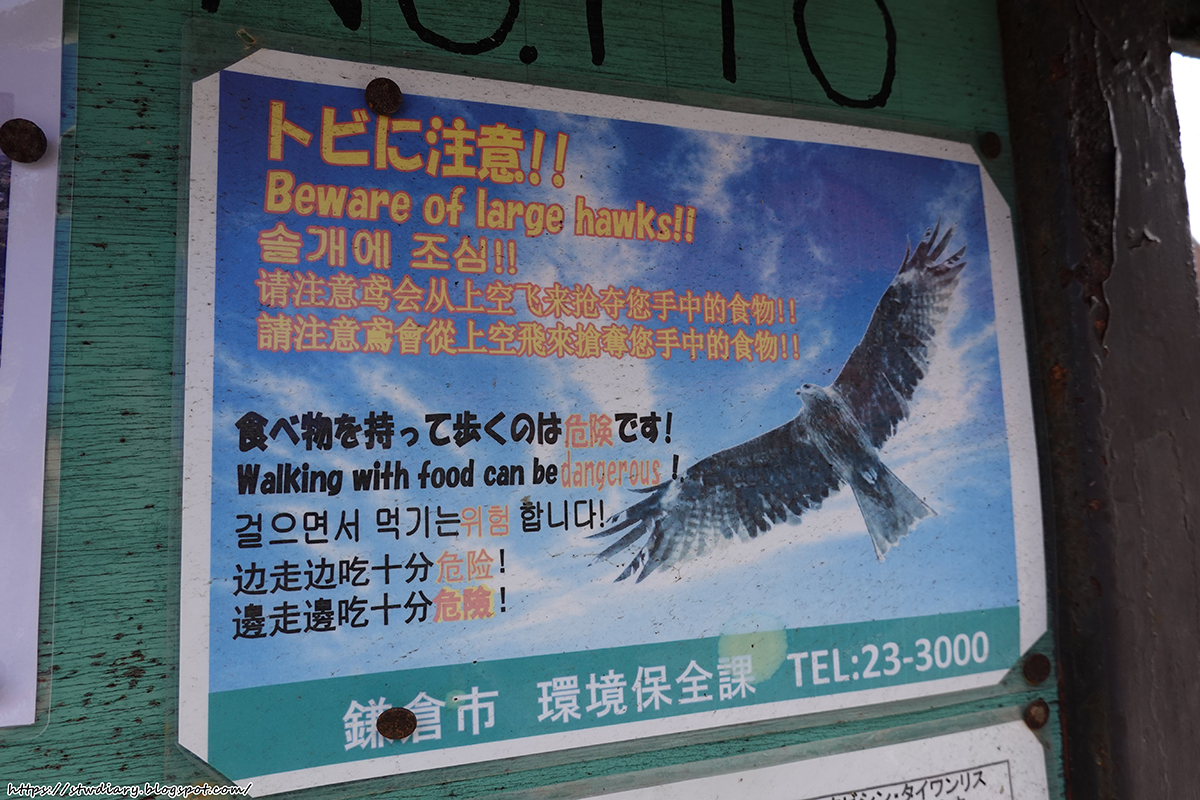 トビに注意!!
Beware of large hawks!!
솔개에 조심!!
请注意鸢会从上空飞来抢夺您手中的食物!!
請注意鳶會從上空飛來搶奪您手中的食物!!
食べ物を持って歩くのは危険です!
Walking with food can be dangerous !
걸으면서 먹기는 위험 합니다!
边走边吃十分危险!
邊走邊吃十分危險!
鎌倉市 環境保全課 TEL:23-3000
タイワンリス
https://stwdiary.blogspot.com/